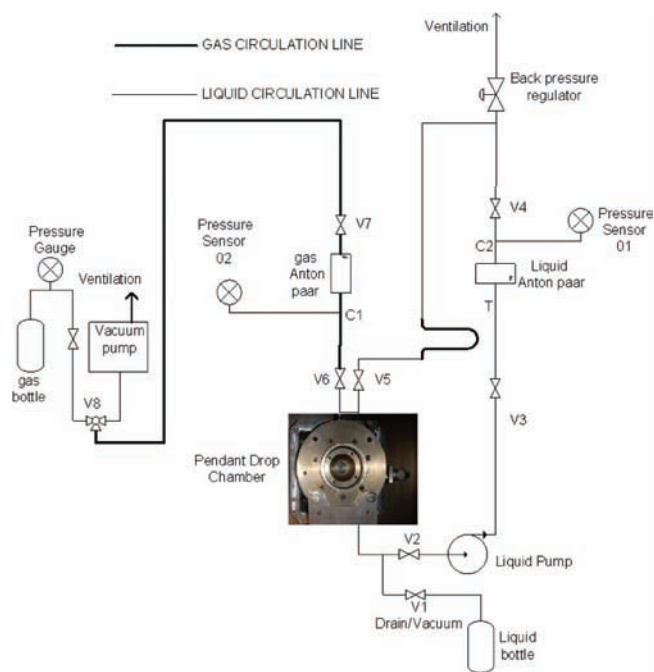 GAS CIRCULATION LINE
LIQUID CIRCULATION LINE
Ventilation
Back pressure
regulator
V7
V4
Pressure
Sensor
02
Pressure
Sensor
01
C2
Pressure
Gauge
gas
Anton
paar
Liquid
Anton paar
Ventilation
C1
T
Vacuum
pump
gas
bottle
V6
V5
V8
V3
Pendant Drop
Chamber
V2
Liquid Pump
V1
Drain/Vacuum
Liquid
bottle